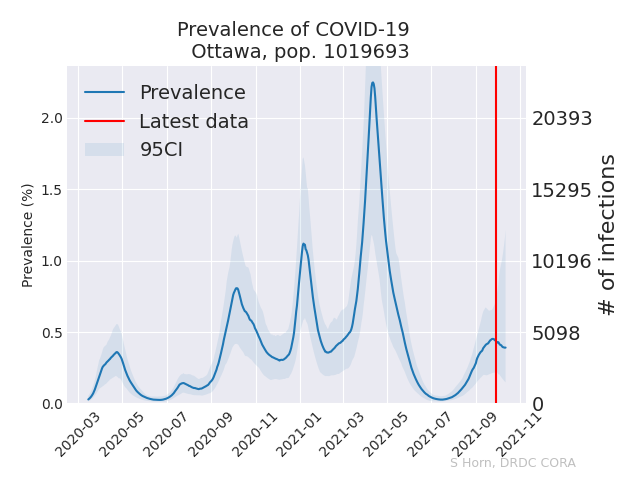 Prevalence of COVID-19
Ottawa, pop. 1019693
Prevalence
Latest data
95CI
Prevalence (%)
2.0
1.5
1.0
0.5
0.0
20393
15295
10196
5098
0
# of infections
2020-03
2020-05
2020-07
2020-09
2020-11
2021-01
2021-03
2021-05
2021-07
2021-09
2021-11
S Horn, DRDC CORA